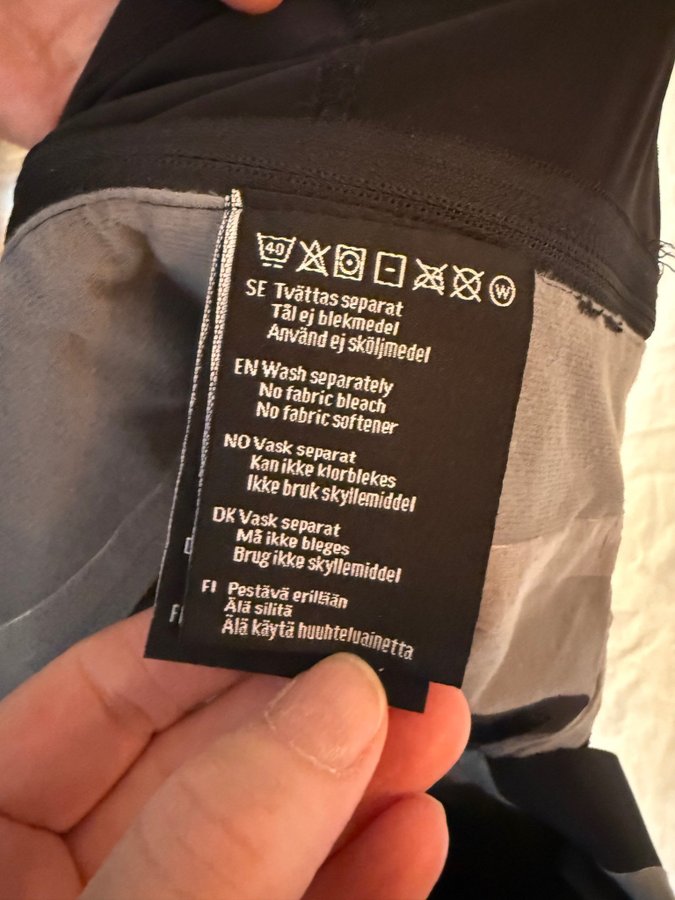 40 W
SE Tvättas separat
Tål ej blekmedel
Använd ej sköljmedel
EN Wash separately
No fabric bleach
No fabric softener
NO Vask separat
Kan ikke klorblekes
Ikke bruk skyllemiddel
DK Vask separat
Må ikke bleges
Brug ikke skyllemiddel
FI Pestävä erillään
Älä silitä
Älä käytä huuhteluainetta